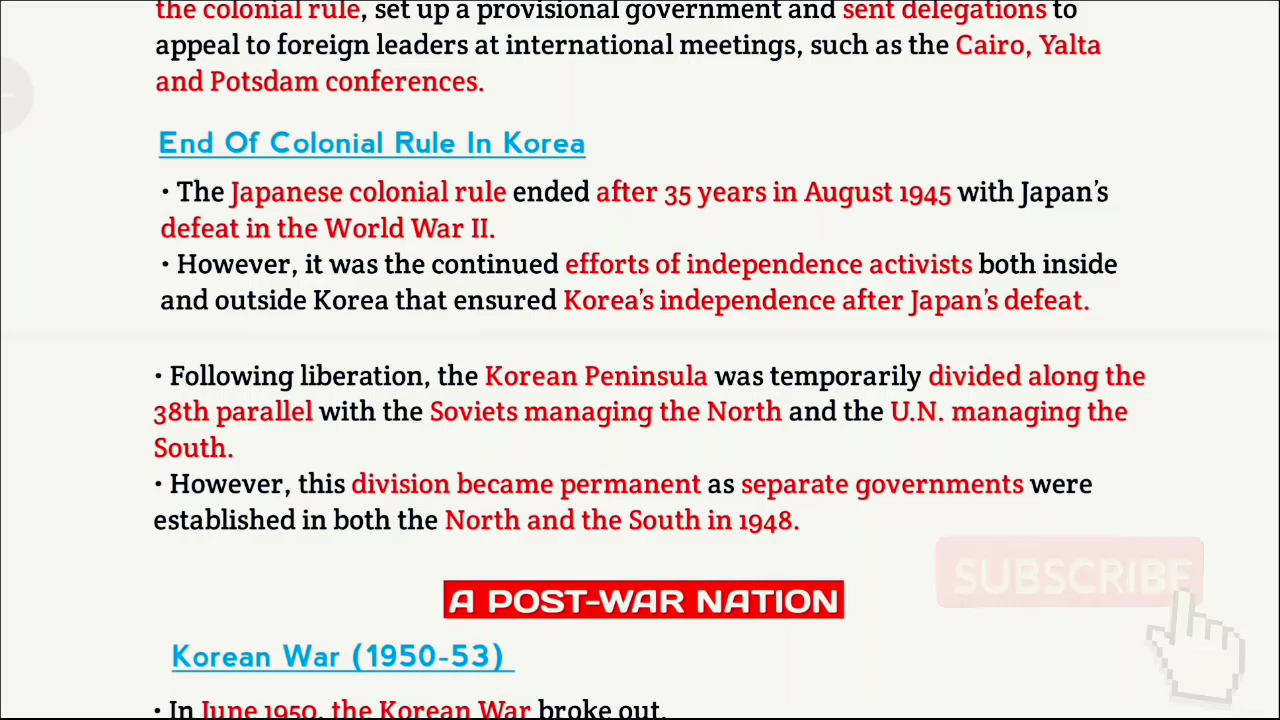 the colonial rule, set up a provisional government and sent delegations to
appeal to foreign leaders at international meetings, such as the Cairo, Yalta
and Potsdam conferences.
End Of Colonial Rule In Korea
• The Japanese colonial rule ended after 35 years in August 1945 with Japan's
defeat in the World War II.
• However, it was the continued efforts of independence activists both inside
and outside Korea that ensured Korea's independence after Japan's defeat.
• Following liberation, the Korean Peninsula was temporarily divided along the
38th parallel with the Soviets managing the North and the U.N. managing the
South.
• However, this division became permanent as separate governments were
established in both the North and the South in 1948.
SUBSCRIBE
A POST-WAR NATION
Korean War (1950-53)
• In June 1950, the Korean War broke out.